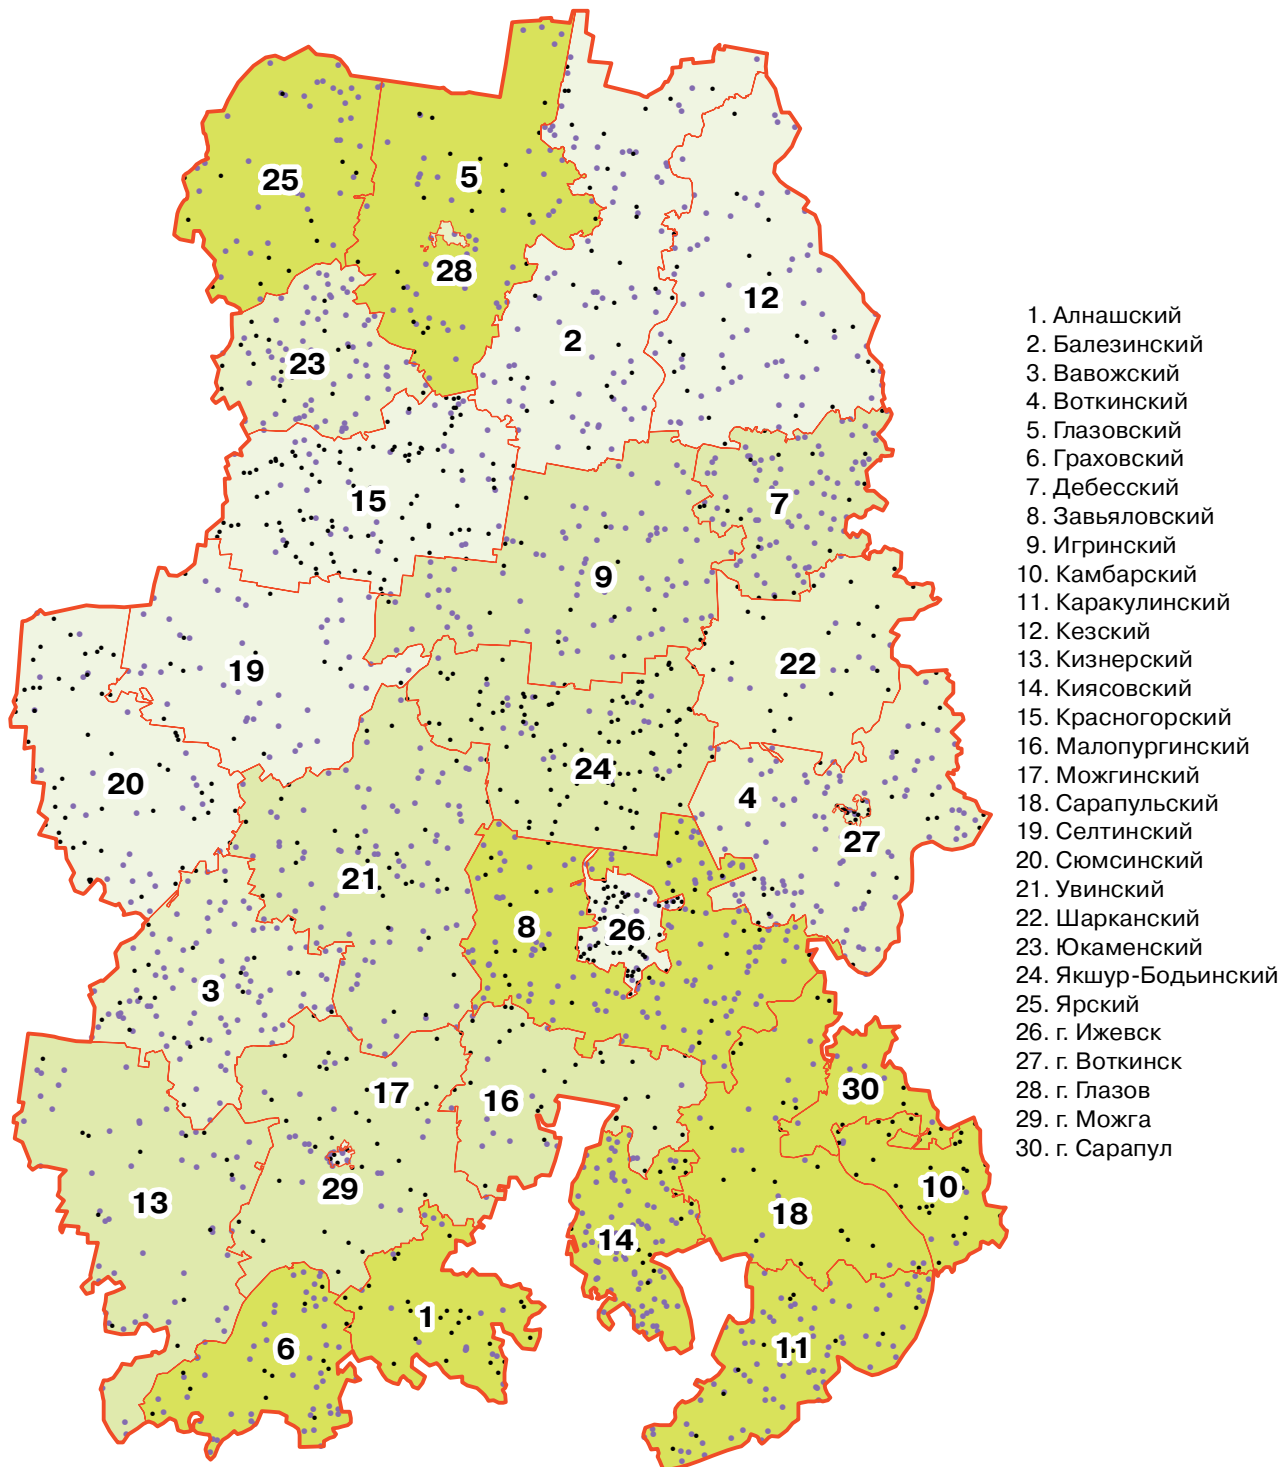 25
5
28
12
2
23
15
7
9
22
19
20
24
4
27
21
8
26
3
17
30
16
13
29
10
18
14
1
6
11
1. Алнашский
2. Балезинский
3. Вавожский
4. Воткинский
5. Глазовский
6. Граховский
7. Дебесский
8. Завьяловский
9. Игринский
10. Камбарский
11. Каракулинский
12. Кезский
13. Кизнерский
14. Киясовский
15. Красногорский
16. Малопургинский
17. Можгинский
18. Сарапульский
19. Селтинский
20. Сюмсинский
21. Увинский
22. Шарканский
23. Юкаменский
24. Якшур-Бодьинский
25. Ярский
26. г. Ижевск
27. г. Воткинск
28. г. Глазов
29. г. Можга
30. г. Сарапул